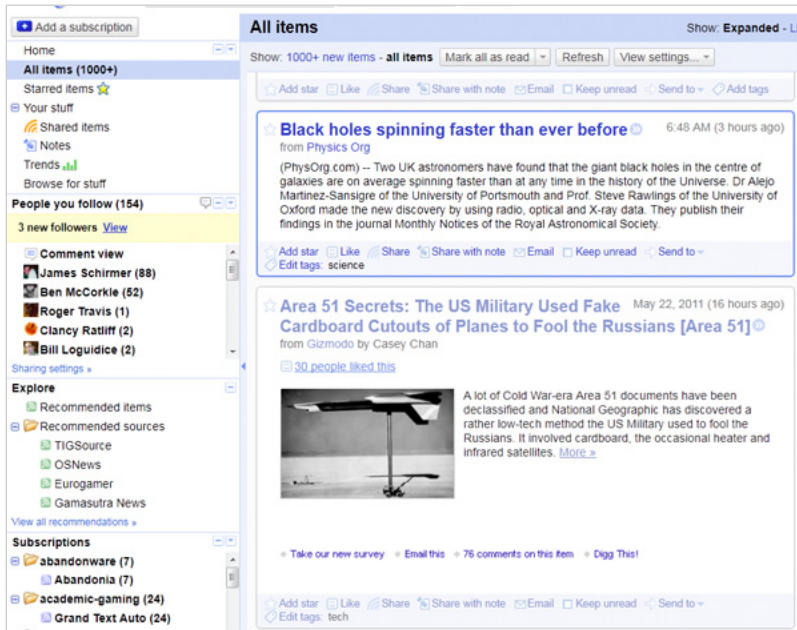 Add a subscription
Home
All items (1000+)
Starred items
Your stuff
Shared items
Notes
Trends
Browse for stuff
People you follow (154)
3 new followers View
Comment view
James Schirmer (88)
Ben McCorkle (52)
Roger Travis (1)
Clancy Ratliff (2)
Bill Loguidice (2)
Sharing settings »
Explore
Recommended items
Recommended sources
TIGSource
OSNews
Eurogamer
Gamasutra News
View all recommendations »
Subscriptions
abandonware (7)
Abandonia (7)
academic-gaming (24)
Grand Text Auto (24)
All items
Show: Expanded -
Show: 1000+ new items - all items Mark all as read Refresh View settings...
Add star Like Share Share with note Email Keep unread Send to Add tags
Black holes spinning faster than ever before 6:48 AM (3 hours ago)
from Physics Org
(PhysOrg.com) -- Two UK astronomers have found that the giant black holes in the centre of
galaxies are on average spinning faster than at any time in the history of the Universe. Dr Alejo
Martinez-Sansigre of the University of Portsmouth and Prof. Steve Rawlings of the University of
Oxford made the new discovery by using radio, optical and X-ray data. They publish their
findings in the journal Monthly Notices of the Royal Astronomical Society.
Add star Like Share Share with note Email Keep unread Send to
Edit tags: science
Area 51 Secrets: The US Military Used Fake May 22, 2011 (16 hours ago)
Cardboard Cutouts of Planes to Fool the Russians [Area 51]
from Gizmodo by Casey Chan
30 people liked this
A lot of Cold War-era Area 51 documents have been
declassified and National Geographic has discovered a
rather low-tech method the US Military used to fool the
Russians. It involved cardboard, the occasional heater and
infrared satellites. More »
Take our new survey Email this 76 comments on this item Digg This!
Add star Like Share Share with note Email Keep unread Send to
Edit tags: tech